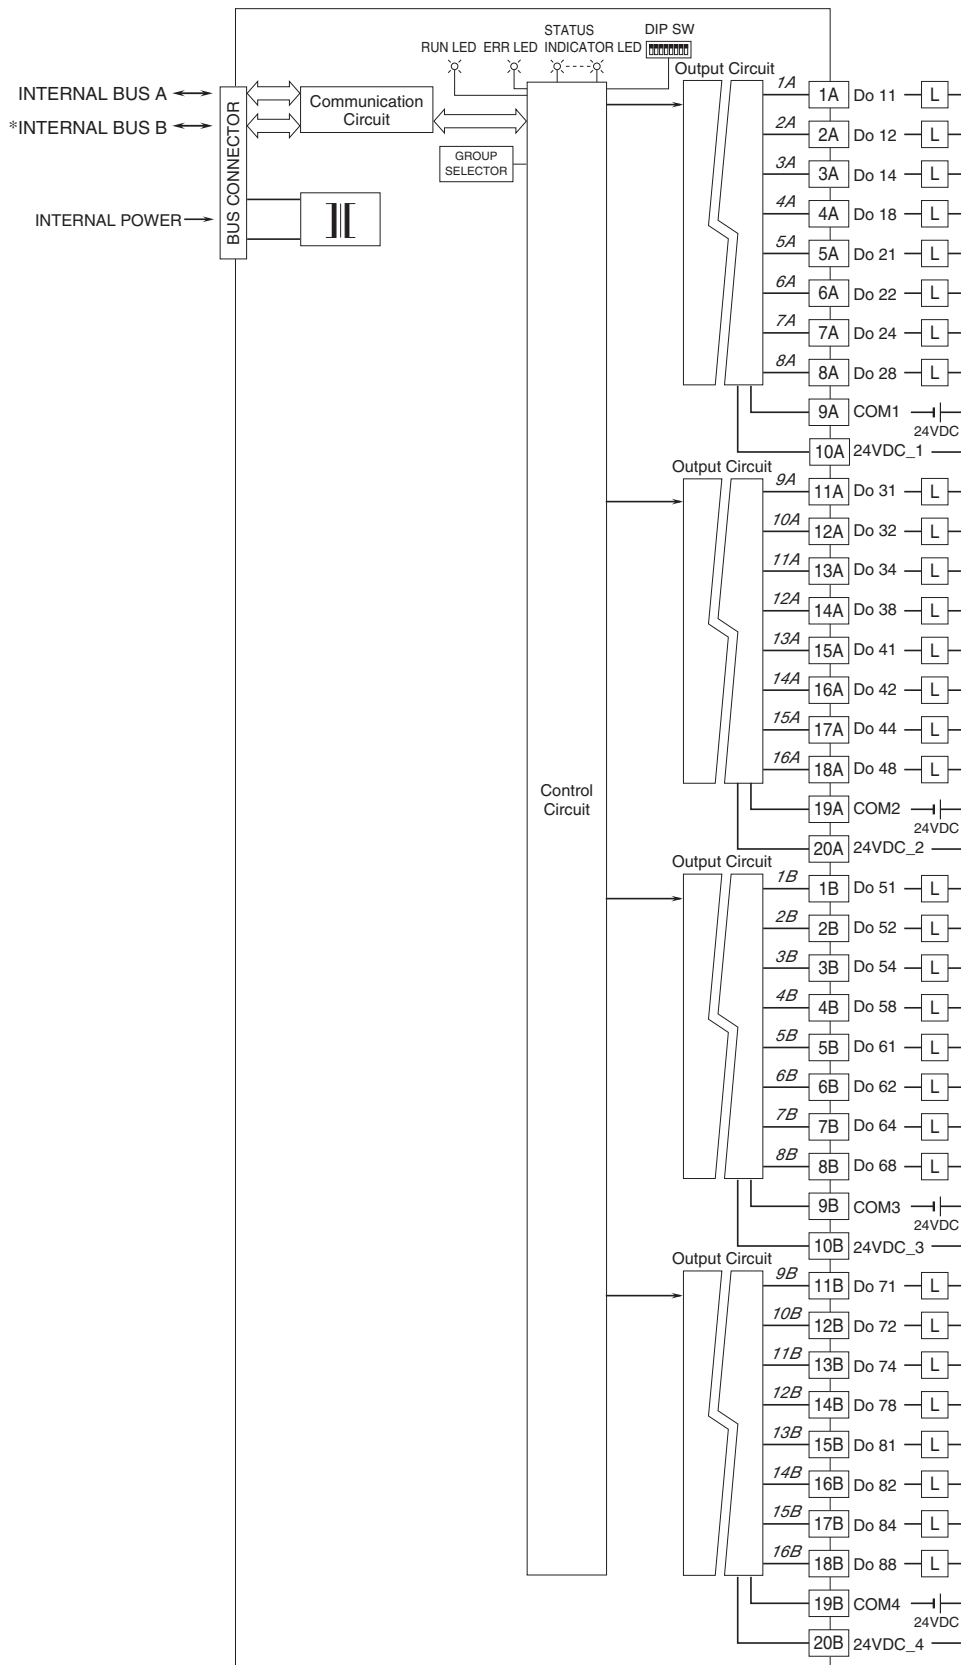 RUN LED
ERR LED
STATUS
INDICATOR LED
DIP SW
INTERNAL BUS A
*INTERNAL BUS B
INTERNAL POWER
BUS CONNECTOR
Communication
Circuit
GROUP
SELECTOR
Control
Circuit
Output Circuit
1A 1A Do 11 L
2A 2A Do 12 L
3A 3A Do 14 L
4A 4A Do 18 L
5A 5A Do 21 L
6A 6A Do 22 L
7A 7A Do 24 L
8A 8A Do 28 L
9A COM1
24VDC
10A 24VDC_1
Output Circuit
9A 11A Do 31 L
10A 12A Do 32 L
11A 13A Do 34 L
12A 14A Do 38 L
13A 15A Do 41 L
14A 16A Do 42 L
15A 17A Do 44 L
16A 18A Do 48 L
19A COM2
24VDC
20A 24VDC_2
Output Circuit
1B 1B Do 51 L
2B 2B Do 52 L
3B 3B Do 54 L
4B 4B Do 58 L
5B 5B Do 61 L
6B 6B Do 62 L
7B 7B Do 64 L
8B 8B Do 68 L
9B COM3
24VDC
10B 24VDC_3
Output Circuit
9B 11B Do 71 L
10B 12B Do 72 L
11B 13B Do 74 L
12B 14B Do 78 L
13B 15B Do 81 L
14B 16B Do 82 L
15B 17B Do 84 L
16B 18B Do 88 L
19B COM4
24VDC
20B 24VDC_4